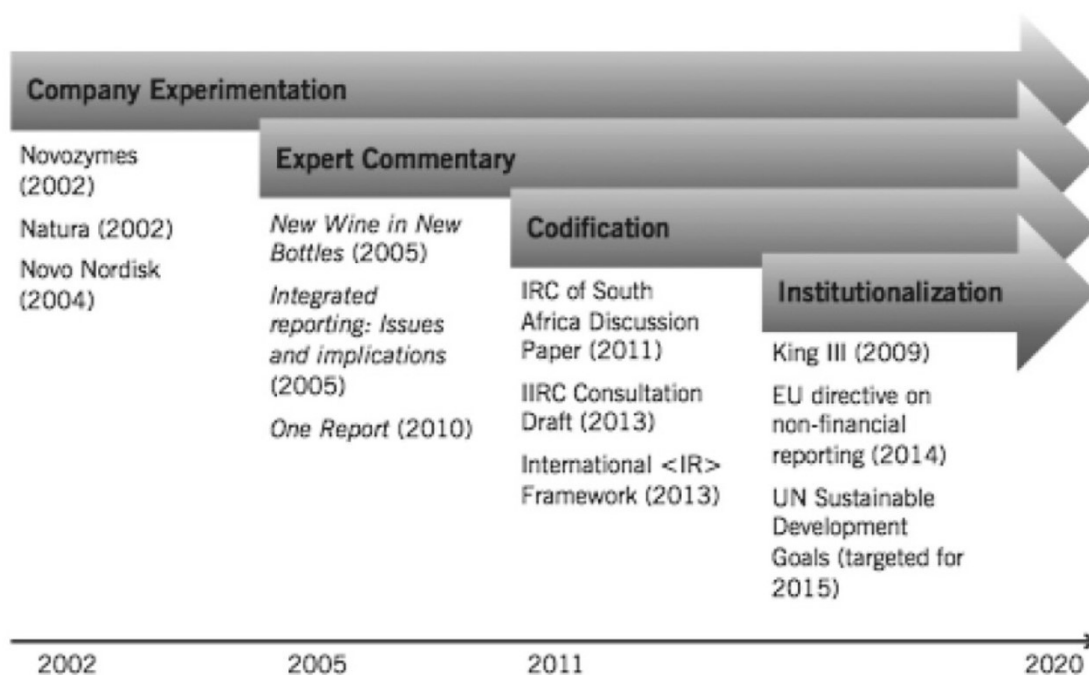 Company Experimentation
Novozymes
(2002)
Natura (2002)
Novo Nordisk
(2004)
Expert Commentary
New Wine in New
Bottles (2005)
Integrated
reporting: Issues
and implications
(2005)
One Report (2010)
Codification
IRC of South
Africa Discussion
Paper (2011)
IIRC Consultation
Draft (2013)
International <IR>
Framework (2013)
Institutionalization
King III (2009)
EU directive on
non-financial
reporting (2014)
UN Sustainable
Development
Goals (targeted for
2015)
2002 2005 2011 2020